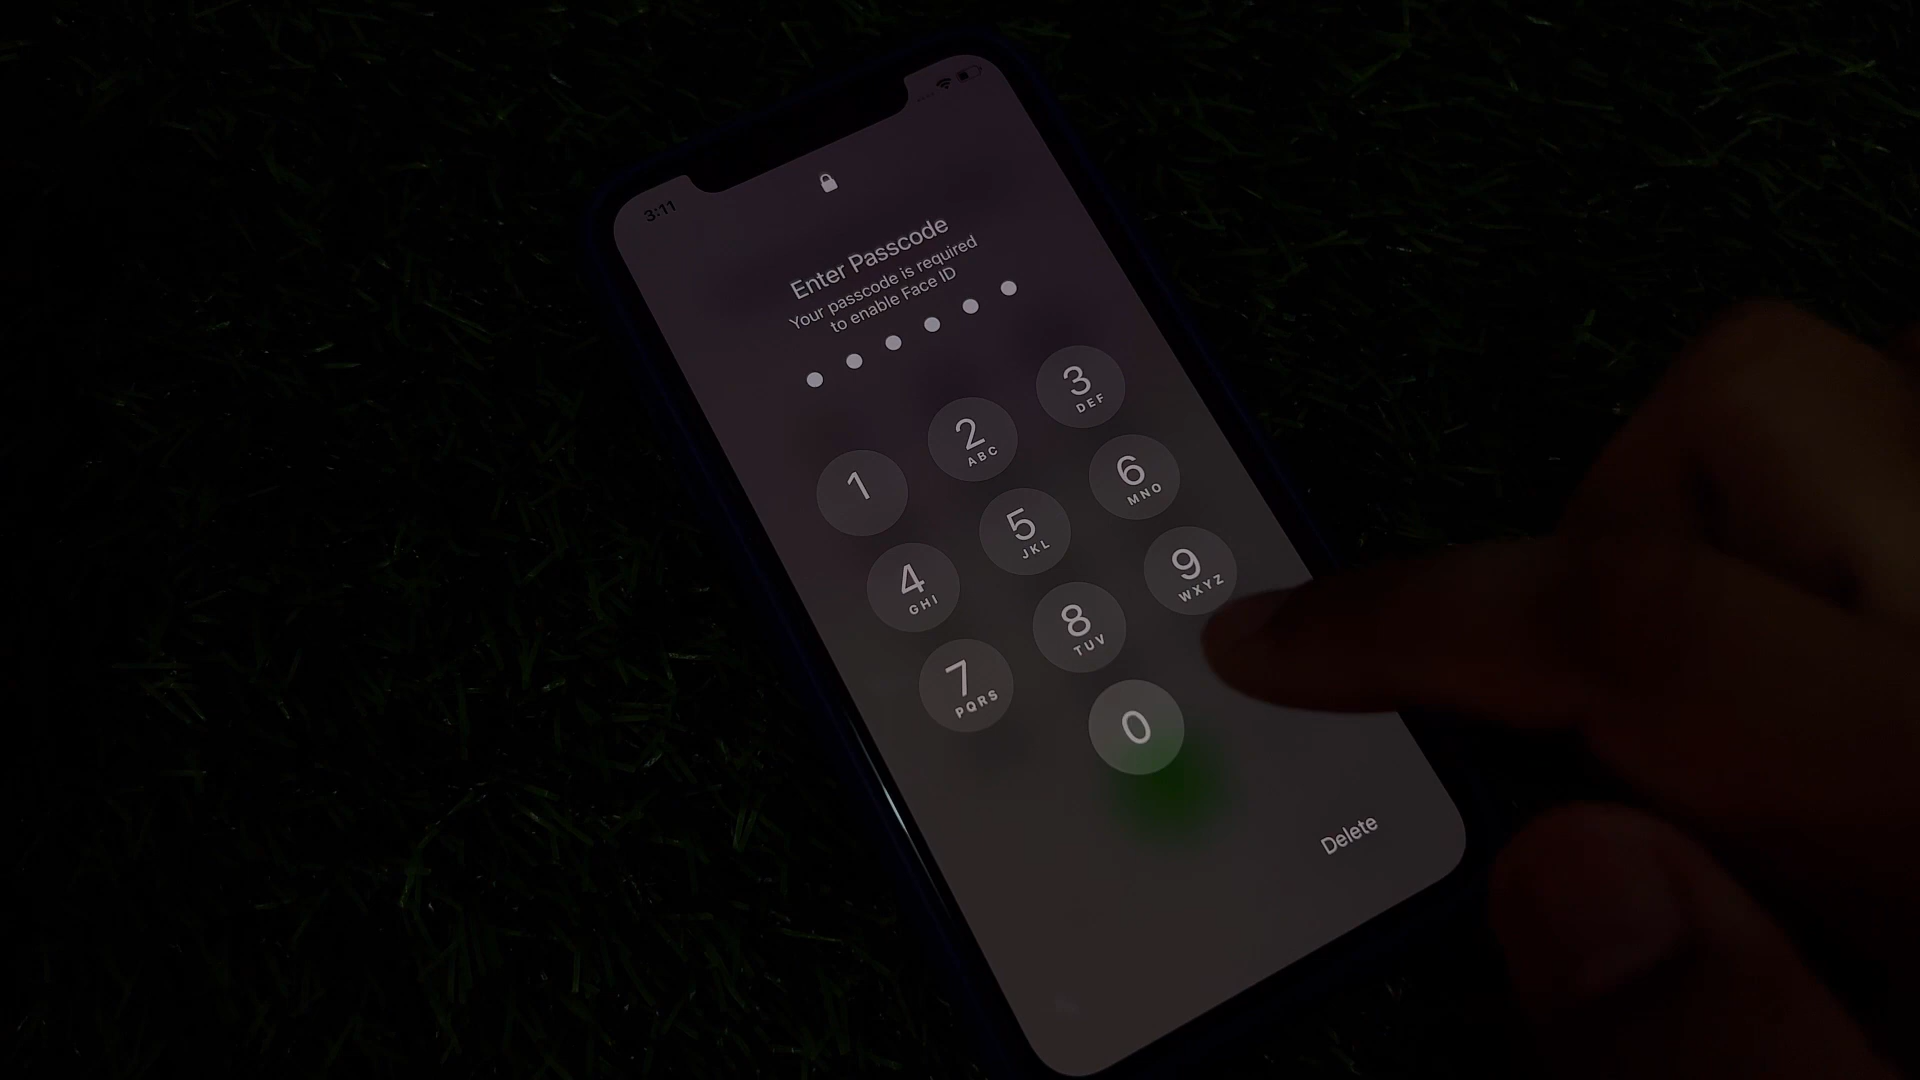 3:11
Enter Passcode
Your passcode is required
to enable Face ID
1
2
ABC
3
DEF
4
GHI
5
JKL
6
MNO
7
PQRS
8
TUV
9
WXYZ
0
Delete